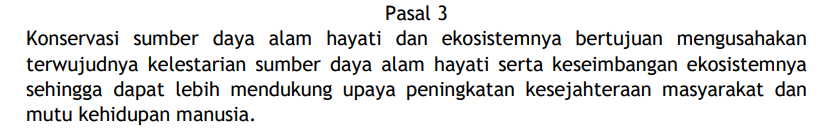 Pasal 3
Konservasi sumber daya alam hayati dan ekosistemnya bertujuan mengusahakan
terwujudnya kelestarian sumber daya alam hayati serta keseimbangan ekosistemnya
sehingga dapat lebih mendukung upaya peningkatan kesejahteraan masyarakat dan
mutu kehidupan manusia.